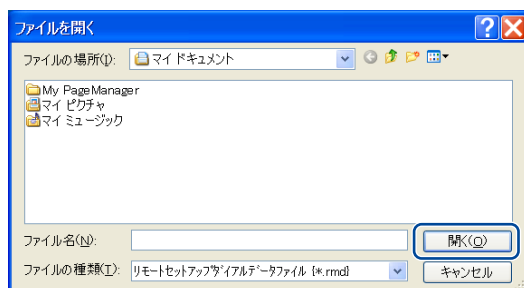 ファイルを開く
ファイルの場所(I): マイ ドキュメント
My PageManager
マイ ピクチャ
マイ ミュージック
ファイル名(N): 開く(O)
ファイルの種類(T): リモートセットアップダイアルデータファイル {*.rmd} キャンセル